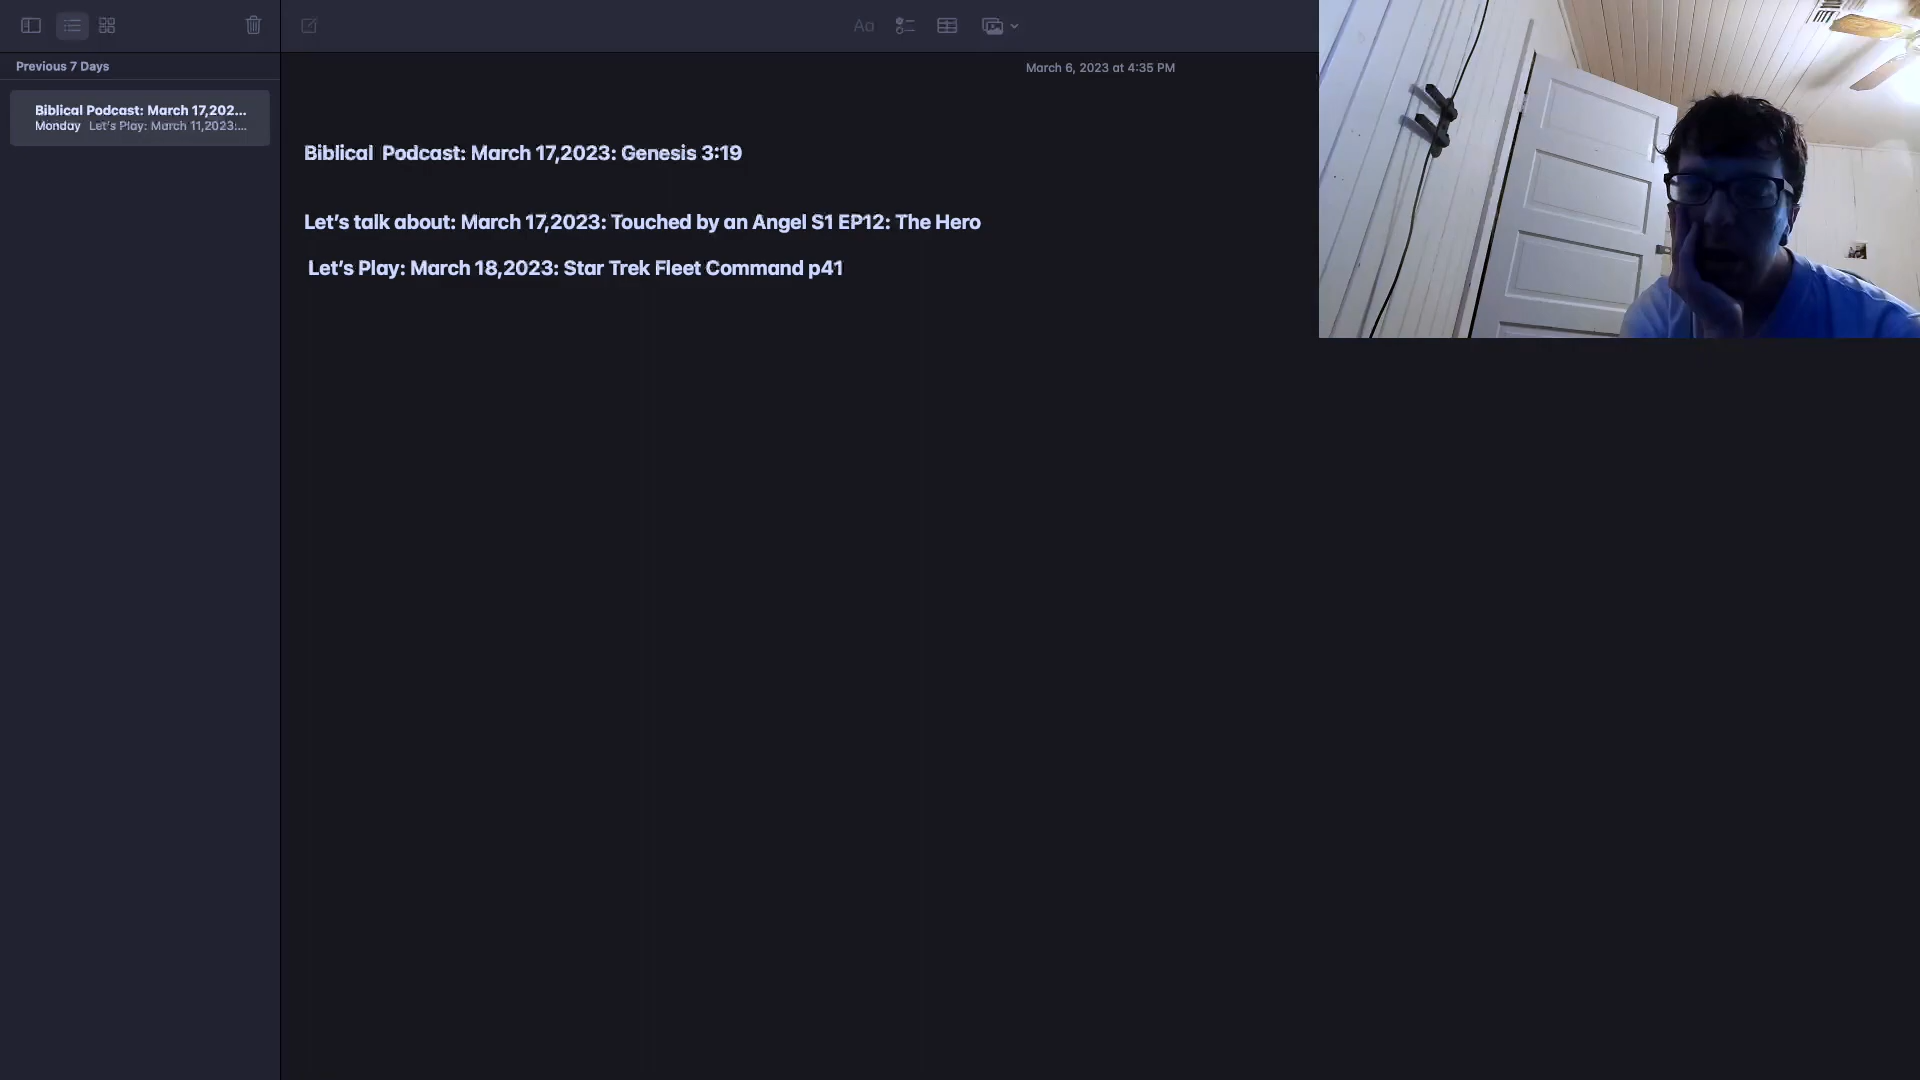 Previous 7 Days
Biblical Podcast: March 17,202...
Monday Let's Play: March 11,2023:...
Aa
March 6, 2023 at 4:35 PM
Biblical  Podcast: March 17,2023: Genesis 3:19
Let’s talk about: March 17,2023: Touched by an Angel S1 EP12: The Hero
Let’s Play: March 18,2023: Star Trek Fleet Command p41